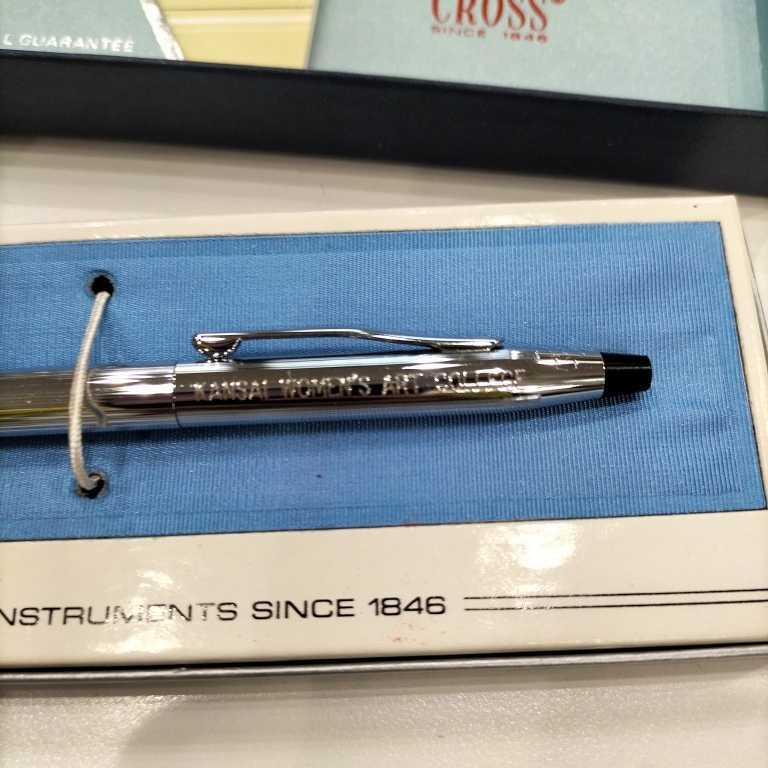 L GUARANTEE
CROSS®
SINCE 1846
KANSAI WOMEN'S ART COLLEGE
NSTRUMENTS SINCE 1846